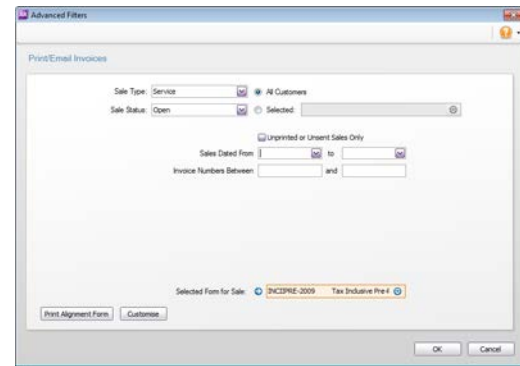 Advanced Filters
Print/Email Invoices
Sale Type: Service All Customers
Sale Status: Open Selected:
Unprinted or Unsent Sales Only
Sales Dated From to
Invoice Numbers Between and
Selected Form for Sale: INCIPRE-2009 Tax Inclusive Pre-
Print Alignment Form Customise...
OK Cancel